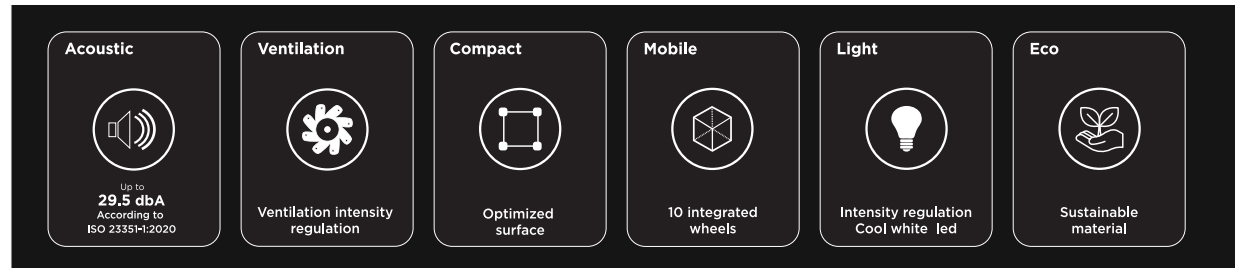 Acoustic
Up to
29.5 dbA
According to
ISO 23351-1:2020
Ventilation
Ventilation intensity
regulation
Compact
Optimized
surface
Mobile
10 integrated
wheels
Light
Intensity regulation
Cool white led
Eco
Sustainable
material